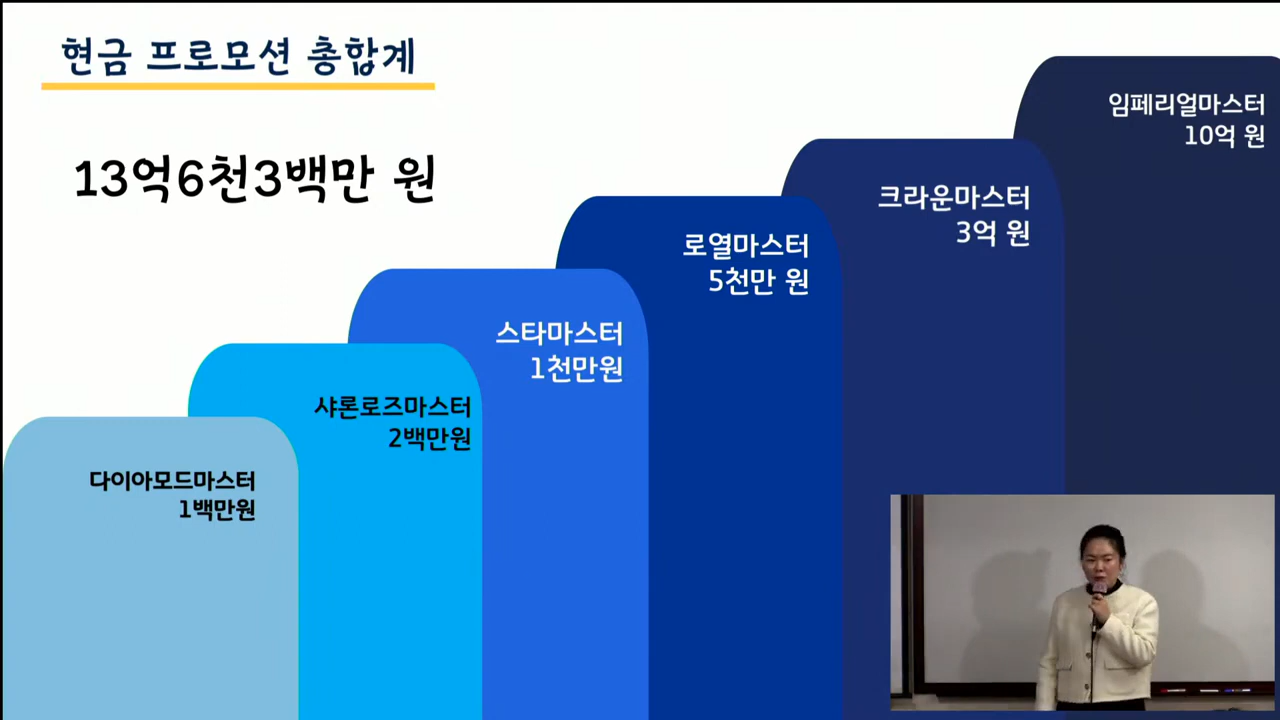 현금 프로모션 총합계
13억6천3백만 원
임페리얼마스터
10억 원
크라운마스터
3억 원
로열마스터
5천만 원
스타마스터
1천만원
샤론로즈마스터
2백만원
다이아모드마스터
1백만원